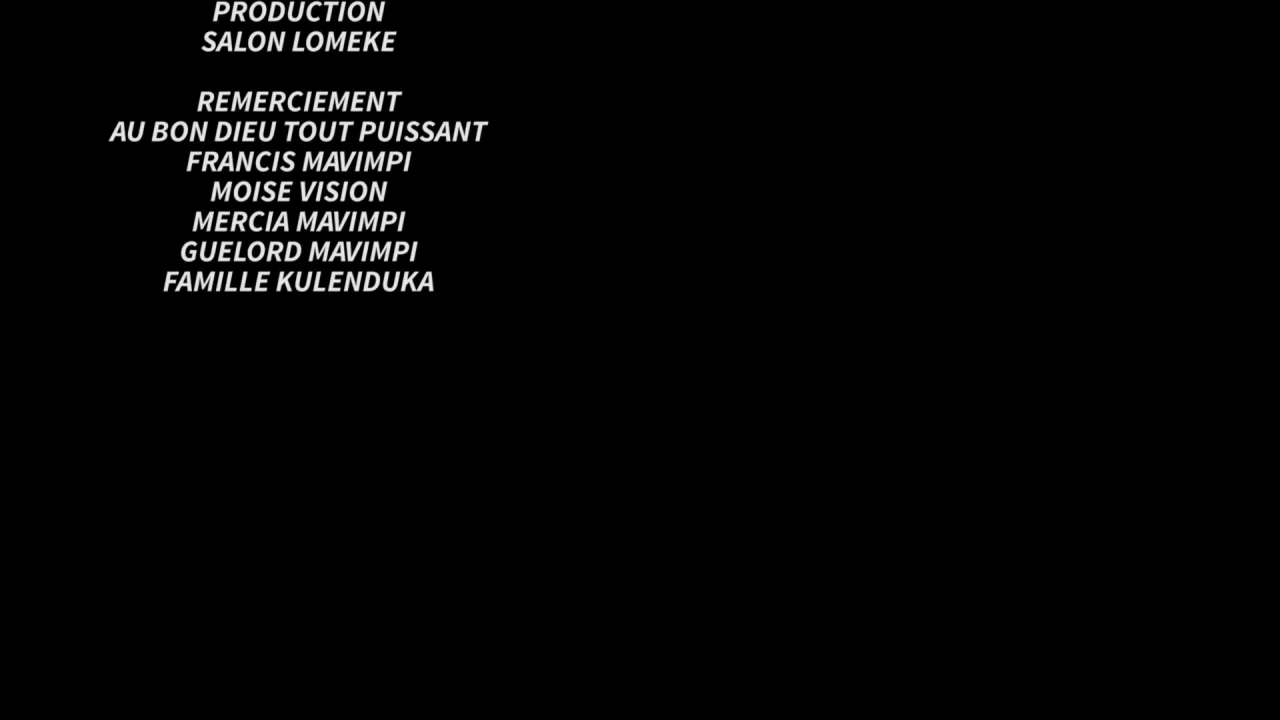 PRODUCTION
SALON LOMEKE
REMERCIEMENT
AU BON DIEU TOUT PUISSANT
FRANCIS MAVIMPI
MOISE VISION
MERCIA MAVIMPI
GUELORD MAVIMPI
FAMILLE KULENDUKA